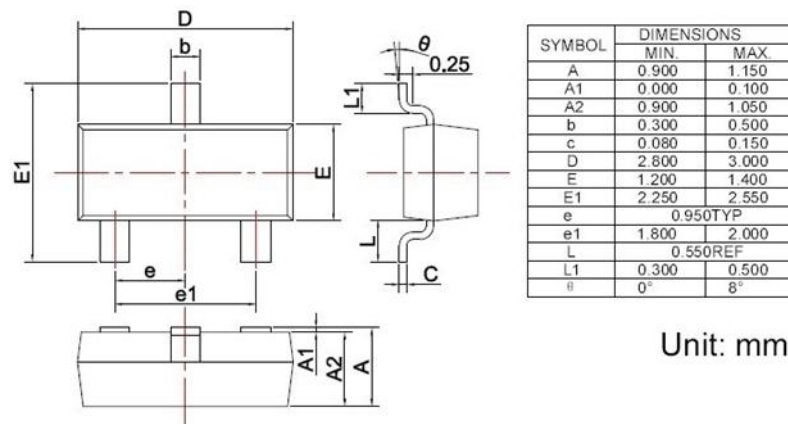 D
b
θ
0.25
L1
E1
E
L
C
e
e1
A1
A2
A
SYMBOL DIMENSIONS
MIN. MAX.
A 0.900 1.150
A1 0.000 0.100
A2 0.900 1.050
b 0.300 0.500
c 0.080 0.150
D 2.800 3.000
E 1.200 1.400
E1 2.250 2.550
e 0.950TYP
e1 1.800 2.000
L 0.550REF
L1 0.300 0.500
θ 0° 8°
Unit: mm